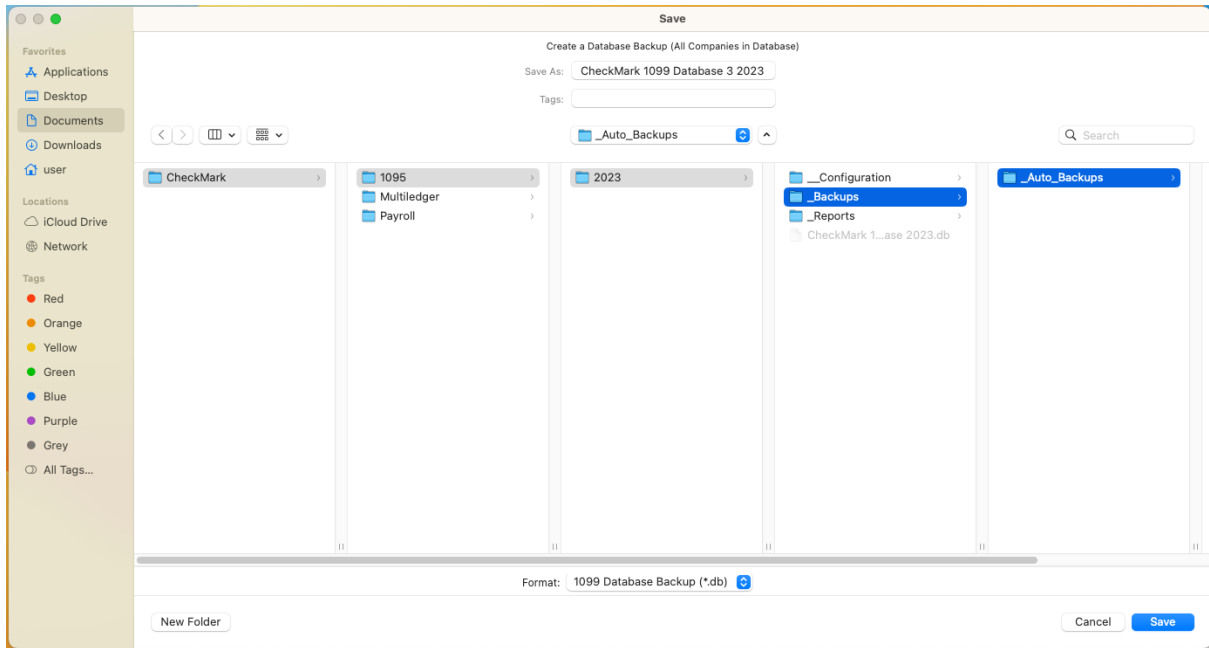 Save
Favorites
Applications
Desktop
Documents
Downloads
user
Locations
iCloud Drive
Network
Tags
Red
Orange
Yellow
Green
Blue
Purple
Grey
All Tags...
Create a Database Backup (All Companies in Database)
Save As: CheckMark 1099 Database 3 2023
Tags:
_Auto_Backups
Search
CheckMark
1095
Multiledger
Payroll
2023
__Configuration
_Backups
_Reports
CheckMark 1...ase 2023.db
_Auto_Backups
Format: 1099 Database Backup (*.db)
New Folder
Cancel
Save